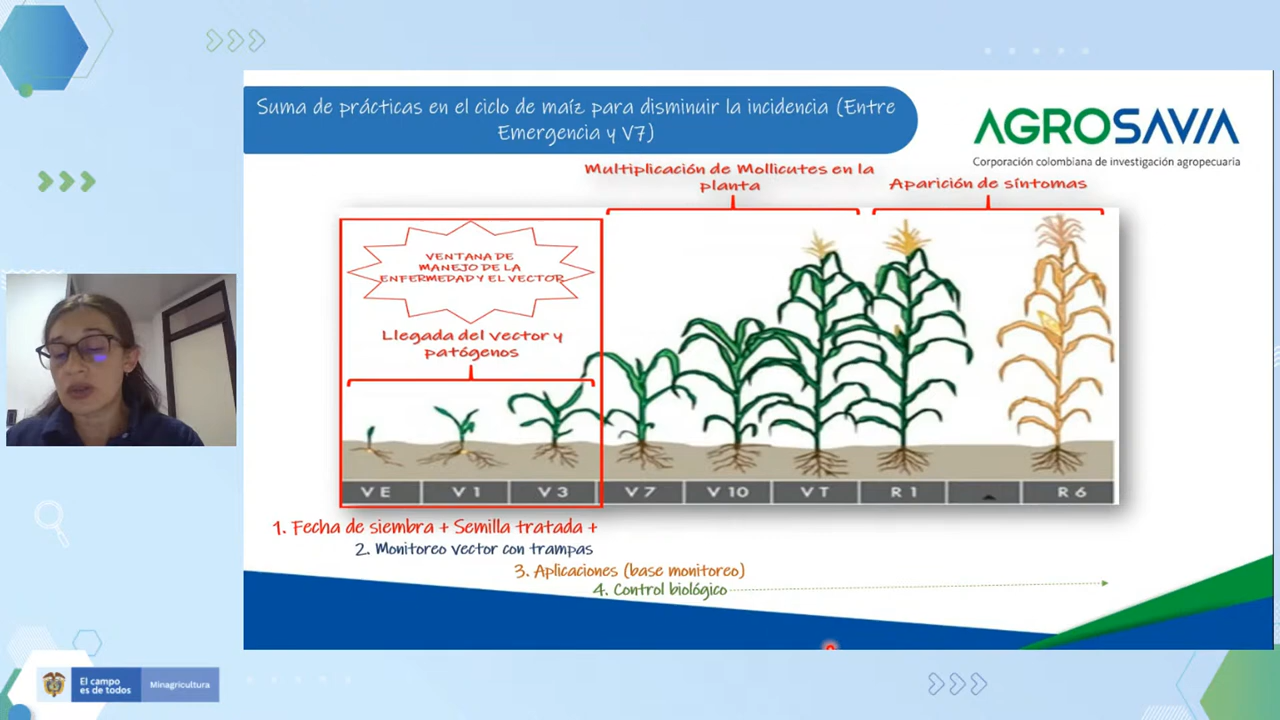 Suma de prácticas en el ciclo de maíz para disminuir la incidencia (Entre
Emergencia y V7)
AGROSAVIA
Corporación colombiana de investigación agropecuaria
Multiplicación de Mollicutes en la
planta
Aparición de síntomas
VENTANA DE
MANEJO DE LA
ENFERMEDAD Y EL VECTOR
Llegada del vector y
patógenos
VE V1 V3 V7 V10 VT R1 R6
1. Fecha de siembra + Semilla tratada +
2. Monitoreo vector con trampas
3. Aplicaciones (base monitoreo)
4. Control biológico
El campo
es de todos
Minagricultura